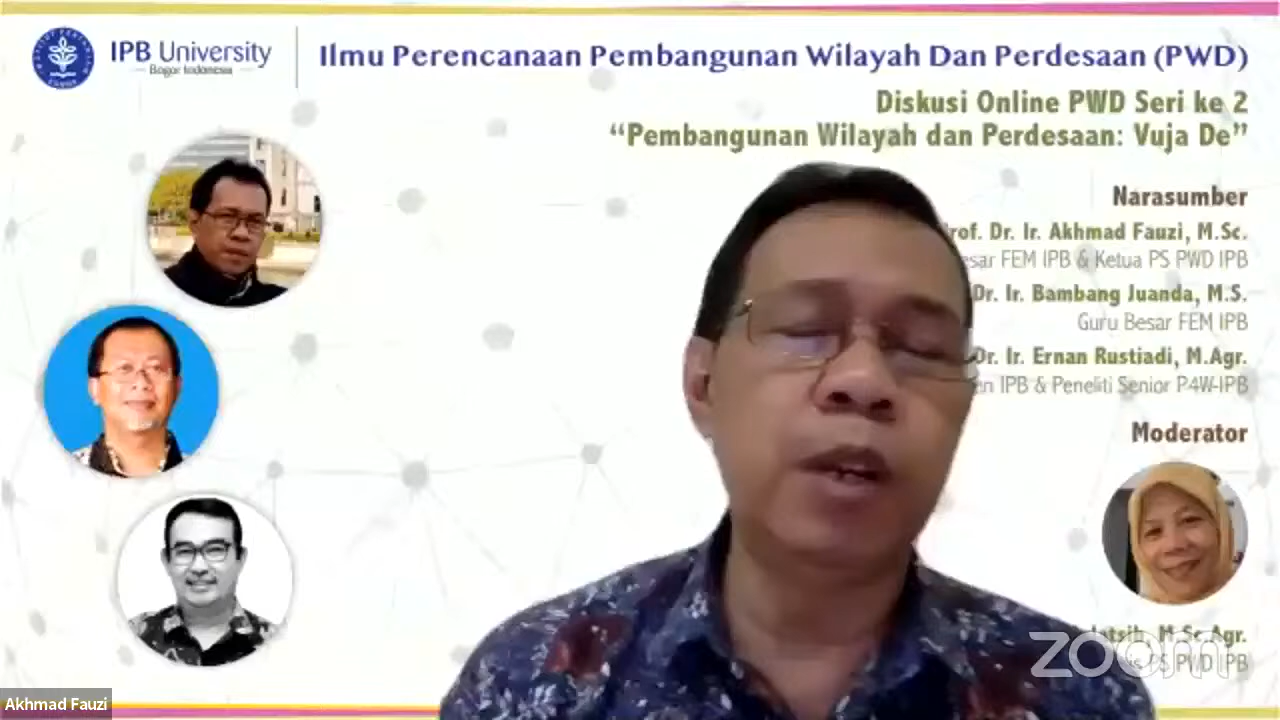 IPB University
Bogor Indonesia
Ilmu Perencanaan Pembangunan Wilayah Dan Perdesaan (PWD)
Diskusi Online PWD Seri ke 2
“Pembangunan Wilayah dan Perdesaan: Vuja De”
Narasumber
rof. Dr. Ir. Akhmad Fauzi, M.Sc.
esar FEM IPB & Ketua PS PWD IPB
Dr. Ir. Bambang Juanda, M.S.
Guru Besar FEM IPB
Dr. Ir. Ernan Rustiadi, M.Agr.
en IPB & Peneliti Senior P4W-IPB
Moderator
M.Sc.Agr.
PS PWD IPB
zoom
Akhmad Fauzi